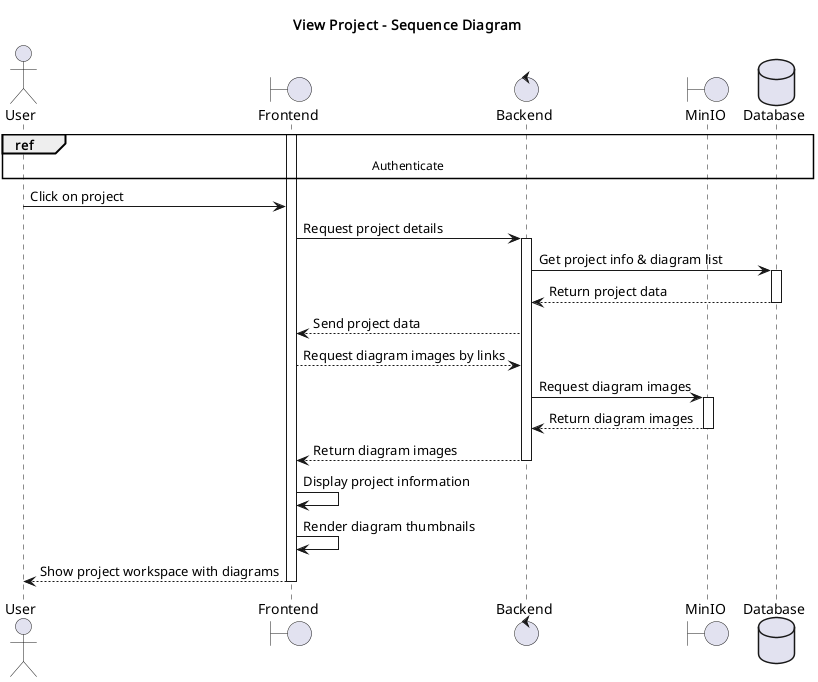 View Project - Sequence Diagram
User
Frontend
Backend
MinIO
Database
ref
Authenticate
Click on project
Request project details
Get project info & diagram list
Return project data
Send project data
Request diagram images by links
Request diagram images
Return diagram images
Return diagram images
Display project information
Render diagram thumbnails
Show project workspace with diagrams
User
Frontend
Backend
MinIO
Database